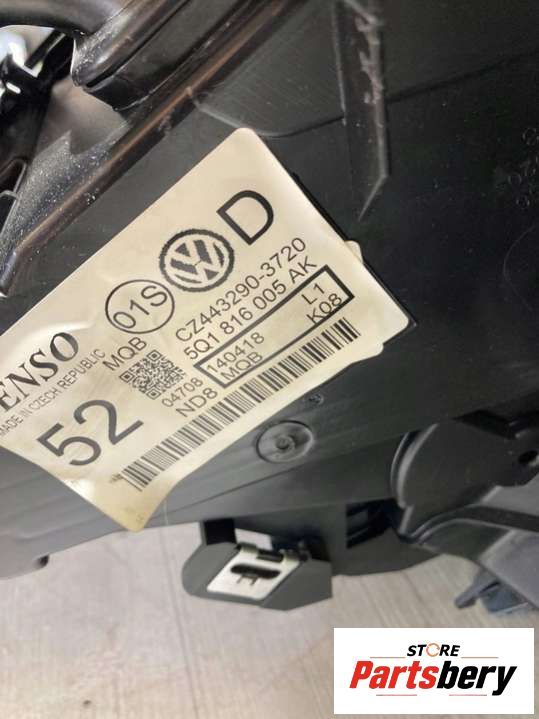 ENSO
MADE IN CZECH REPUBLIC
52
01S
MQB
D
CZ443290-3720
5Q1 816 005 AK
04708
140418
L1
ND8
MQB
K08
STORE
Partsbery